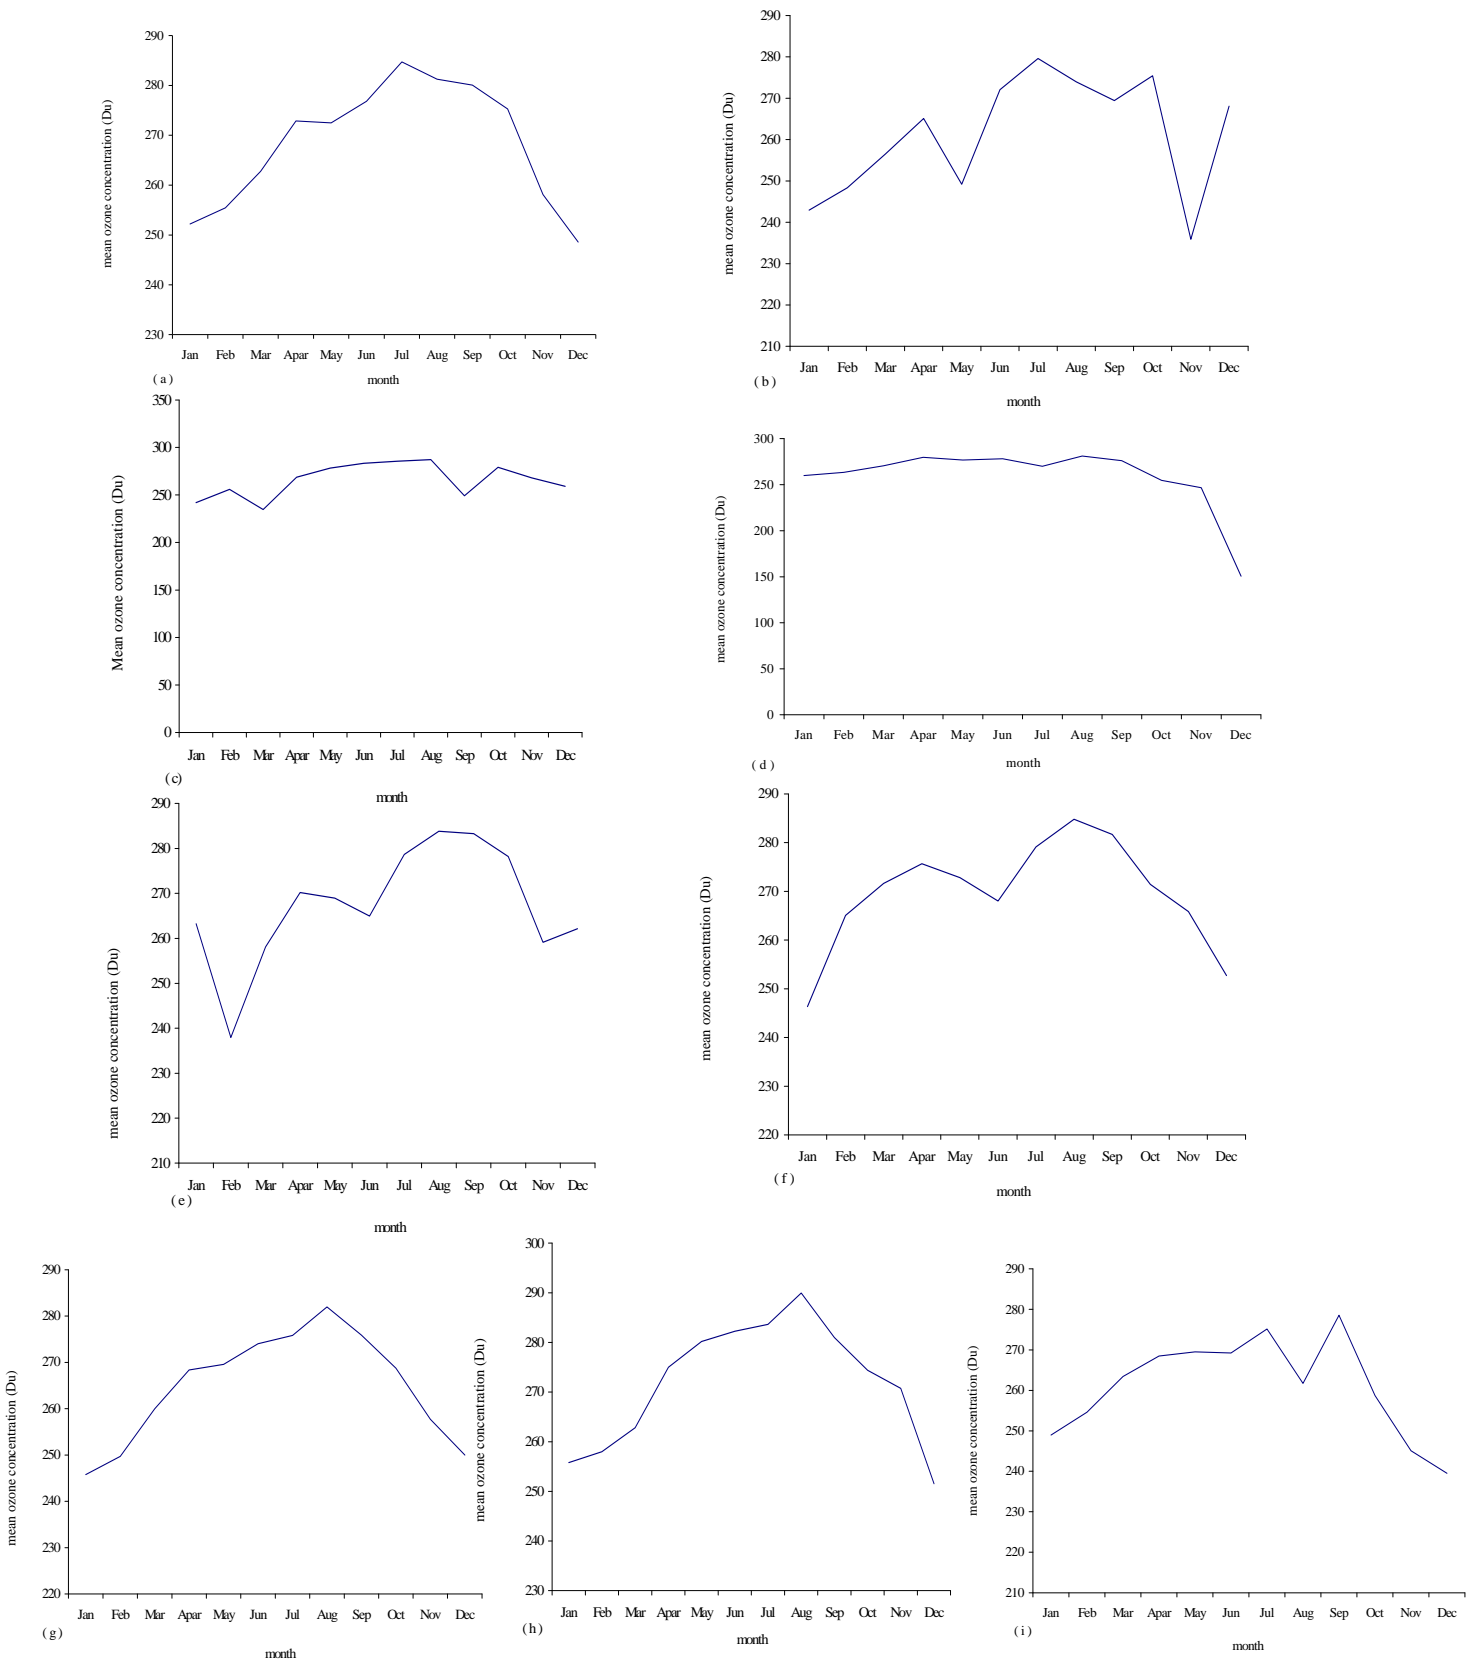 290
280
270
260
250
240
230
mean ozone concentration (Du)
Jan Feb Mar Apar May Jun Jul Aug Sep Oct Nov Dec
(a)
month
290
280
270
260
250
240
230
220
210
mean ozone concentration (Du)
Jan Feb Mar Apar May Jun Jul Aug Sep Oct Nov Dec
(b)
month
350
300
250
200
150
100
50
0
Mean ozone concentration (Du)
Jan Feb Mar Apar May Jun Jul Aug Sep Oct Nov Dec
(c)
month
300
250
200
150
100
50
0
mean ozone concentration (Du)
Jan Feb Mar Apr May Jun Jul Aug Sep Oct Nov Dec
(d)
month
290
280
270
260
250
240
230
220
210
mean ozone concentration (Du)
Jan Feb Mar Apar May Jun Jul Aug Sep Oct Nov Dec
(e)
month
290
280
270
260
250
240
230
220
mean ozone concentration (Du)
Jan Feb Mar Apar May Jun Jul Aug Sep Oct Nov Dec
(f)
month
290
280
270
260
250
240
230
220
mean ozone concentration (Du)
Jan Feb Mar Apar May Jun Jul Aug Sep Oct Nov Dec
(g)
month
300
290
280
270
260
250
240
230
mean ozone concentration (Du)
Jan Feb Mar Apar May Jun Jul Aug Sep Oct Nov Dec
(h)
month
290
280
270
260
250
240
230
220
210
mean ozone concentration (Du)
Jan Feb Mar Apar May Jun Jul Aug Sep Oct Nov Dec
(i)
month